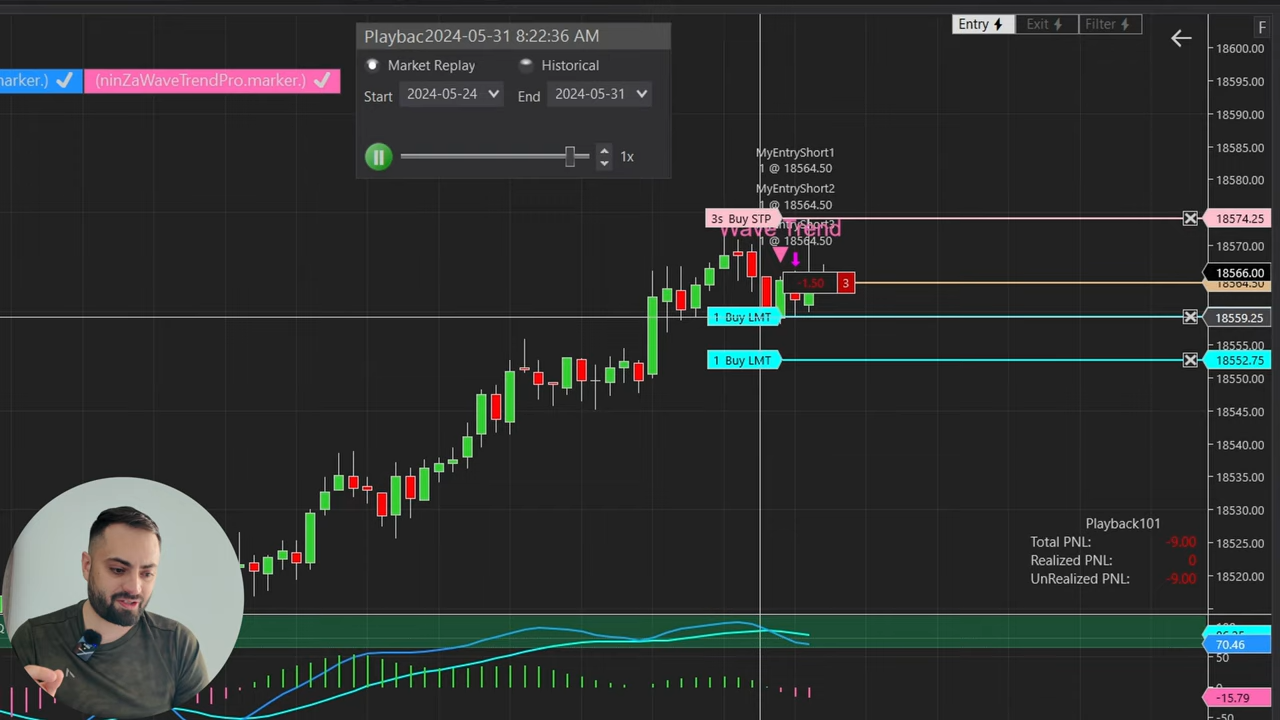 Playbac2024-05-31 8:22:36 AM
Market Replay
Historical
Start
2024-05-24
End
2024-05-31
1x
Entry
Exit
Filter
F
marker.)
(ninZaWaveTrendPro.marker.)
MyEntryShort1
1 @ 18564.50
MyEntryShort2
1 @ 18564.50
3s Buy STP
Wave Trend
1 @ 18564.50
-1.50
3
1 Buy LMT
1 Buy LMT
18600.00
18595.00
18590.00
18585.00
18580.00
18574.25
18570.00
18566.00
18564.50
18559.25
18555.00
18552.75
18550.00
18545.00
18540.00
18535.00
18530.00
18525.00
18520.00
Playback101
Total PNL: -9.00
Realized PNL: 0
UnRealized PNL: -9.00
70.46
50
-15.79